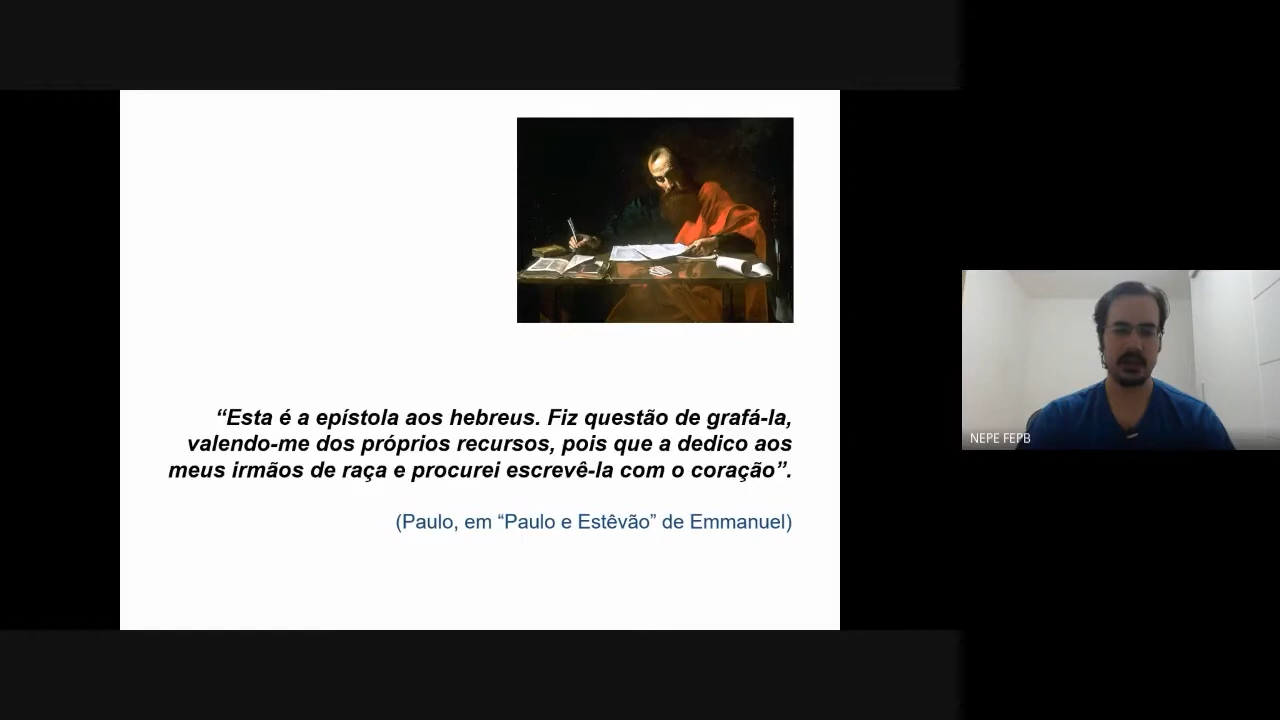 “Esta é a epístola aos hebreus. Fiz questão de grafá-la,
valendo-me dos próprios recursos, pois que a dedico aos
meus irmãos de raça e procurei escrevê-la com o coração”.
(Paulo, em “Paulo e Estêvão” de Emmanuel)
NEPE FEPB